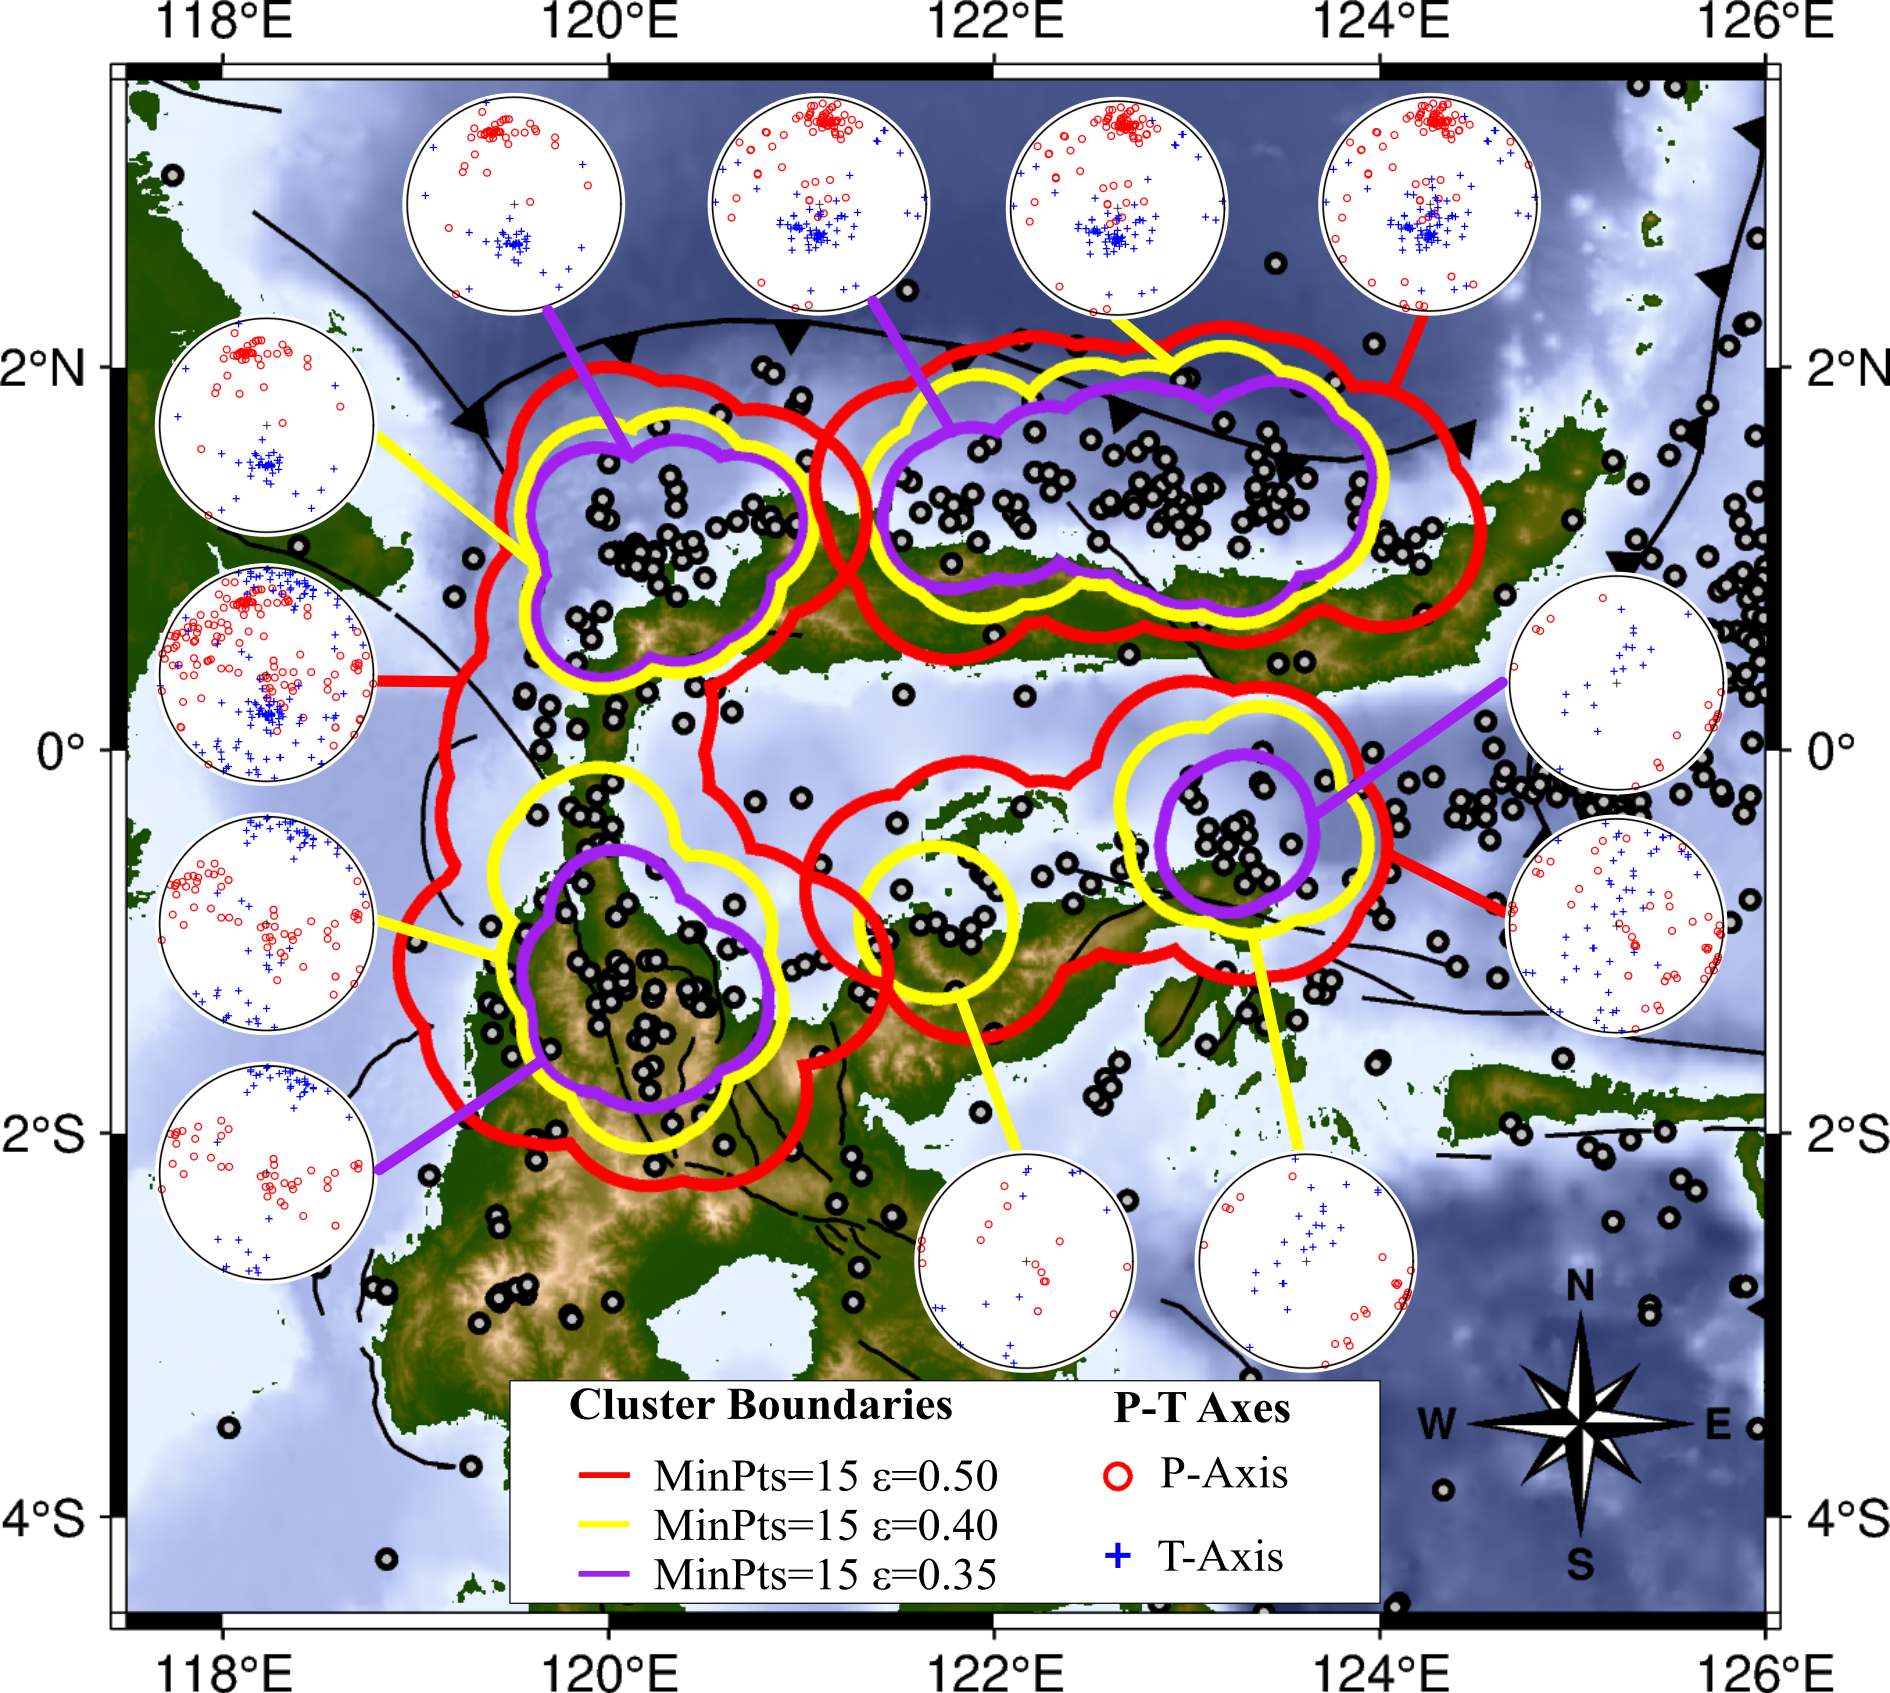 118°E 120°E 122°E 124°E 126°E
2°N 2°N
0° 0°
2°S 2°S
N
W E
S
4°S 4°S
Cluster Boundaries P-T Axes
MinPts=15 ε=0.50 P-Axis
MinPts=15 ε=0.40
MinPts=15 ε=0.35 T-Axis
118°E 120°E 122°E 124°E 126°E